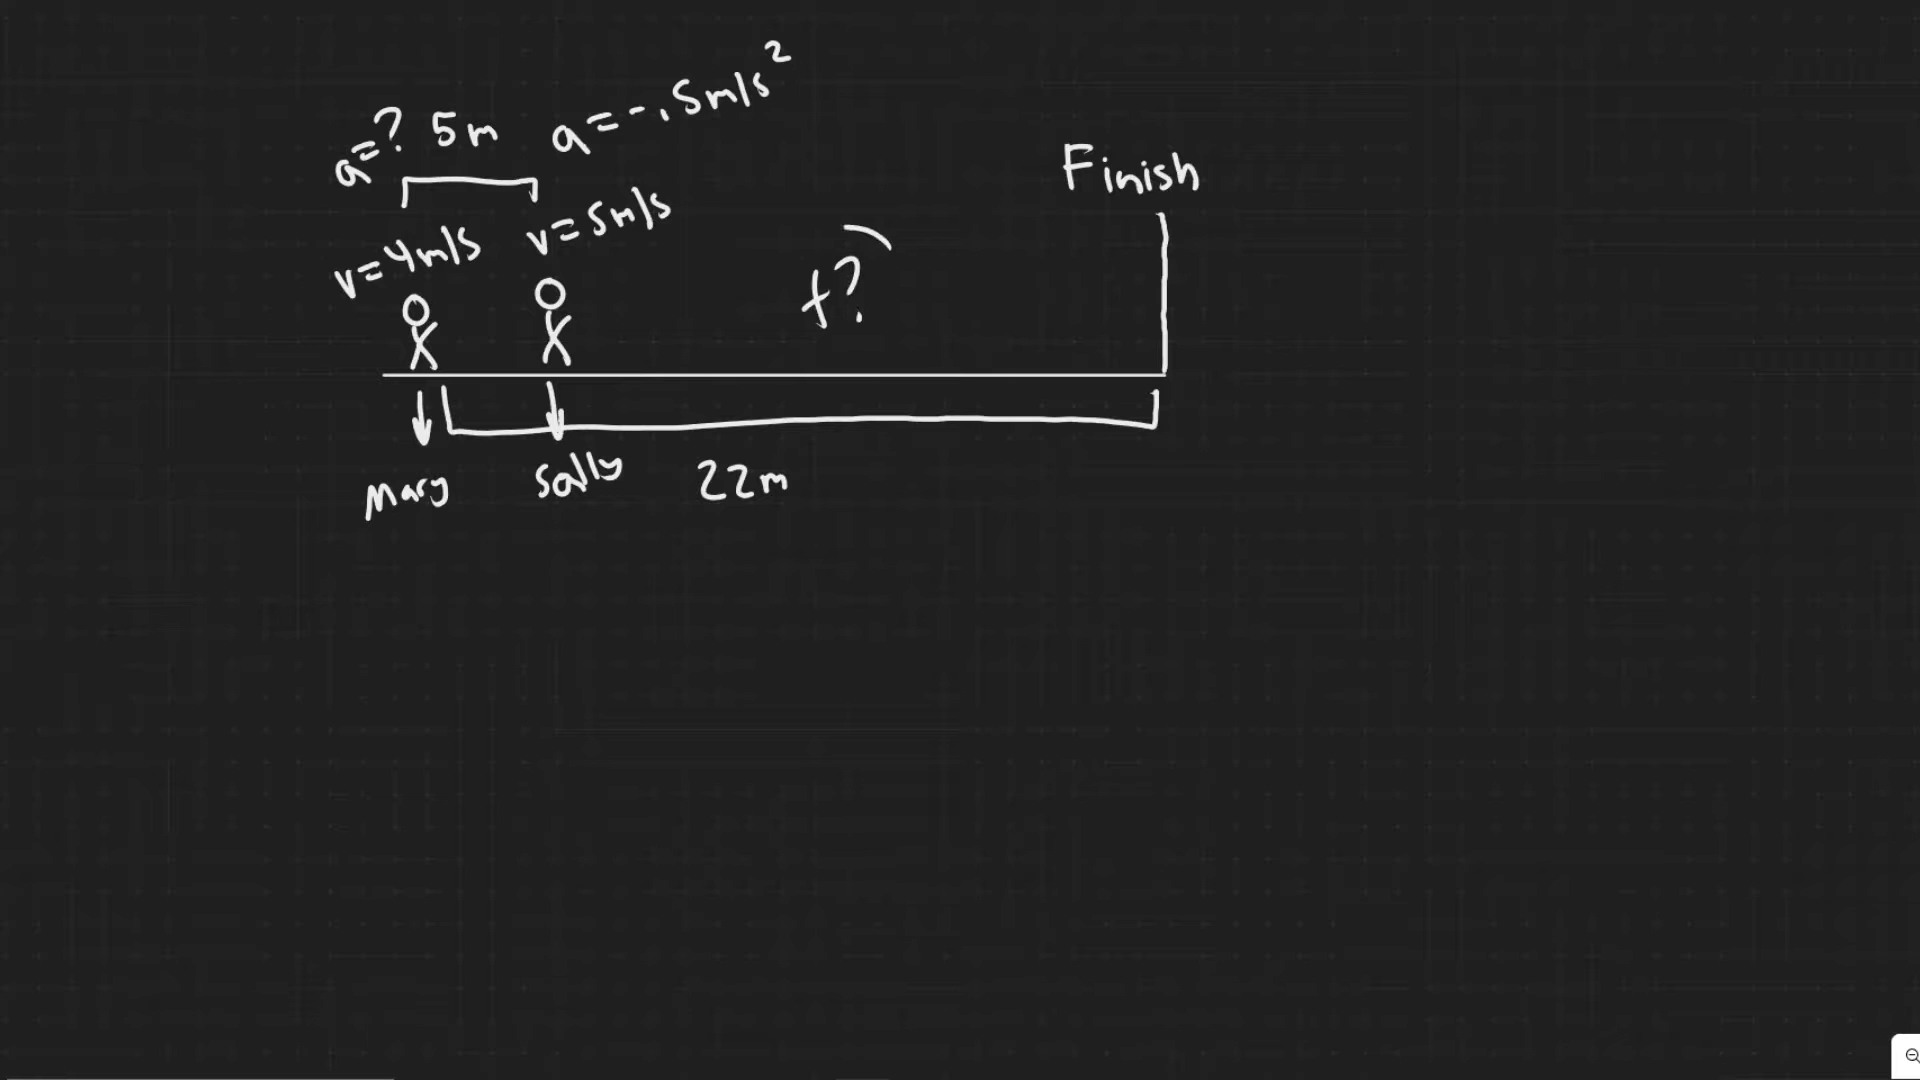 a=? 5m a=-.5m/s²
Finish
v=4m/s v=5m/s
t?
Mary Sally 22m